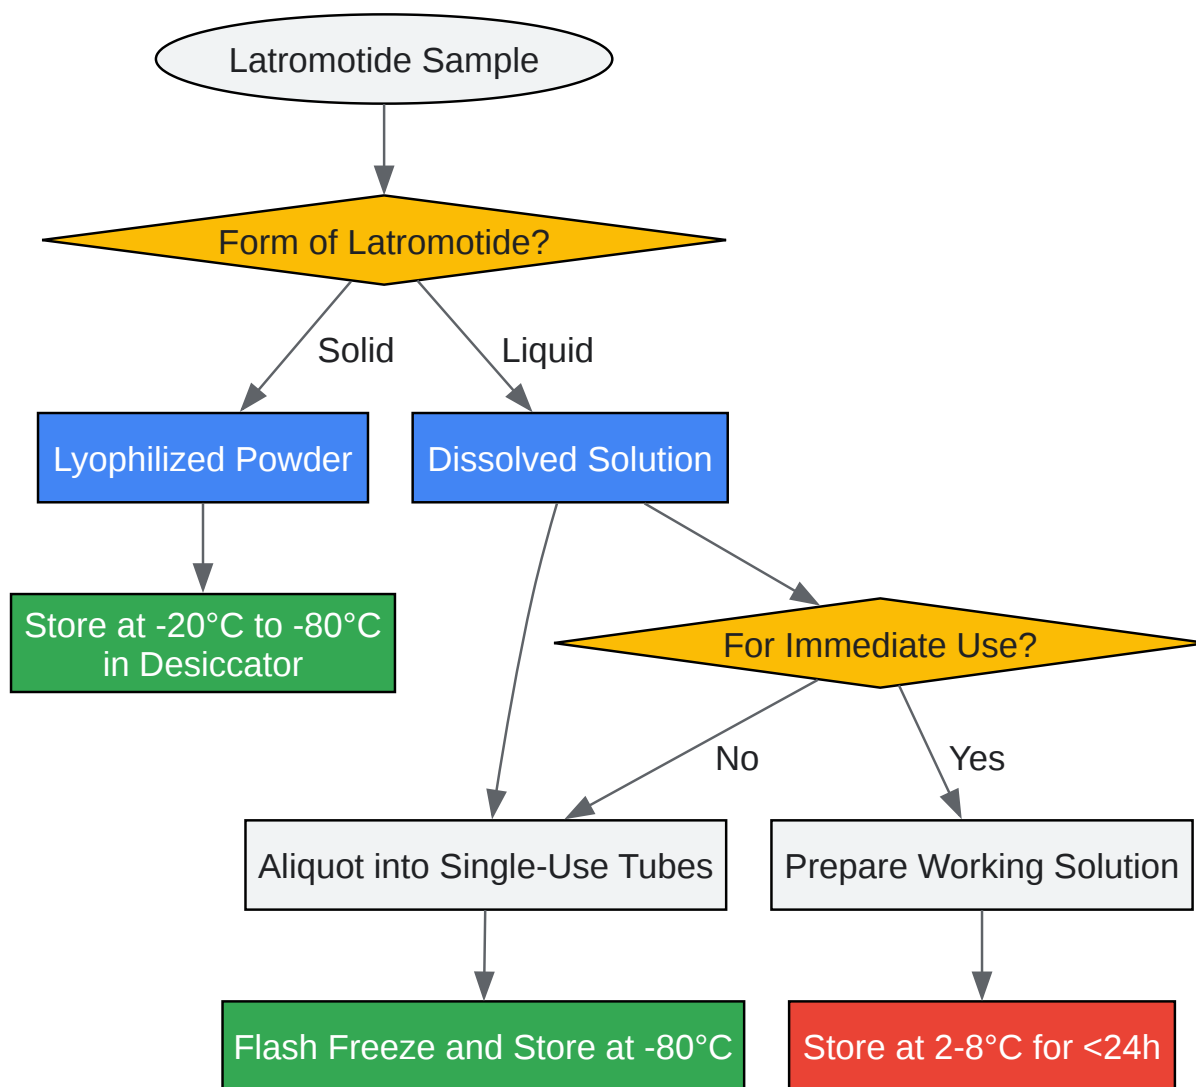 Latromotide Sample
Form of Latromotide?
Solid
Liquid
Lyophilized Powder
Dissolved Solution
Store at -20°C to -80°C
in Desiccator
For Immediate Use?
No
Yes
Aliquot into Single-Use Tubes
Prepare Working Solution
Flash Freeze and Store at -80°C
Store at 2-8°C for <24h